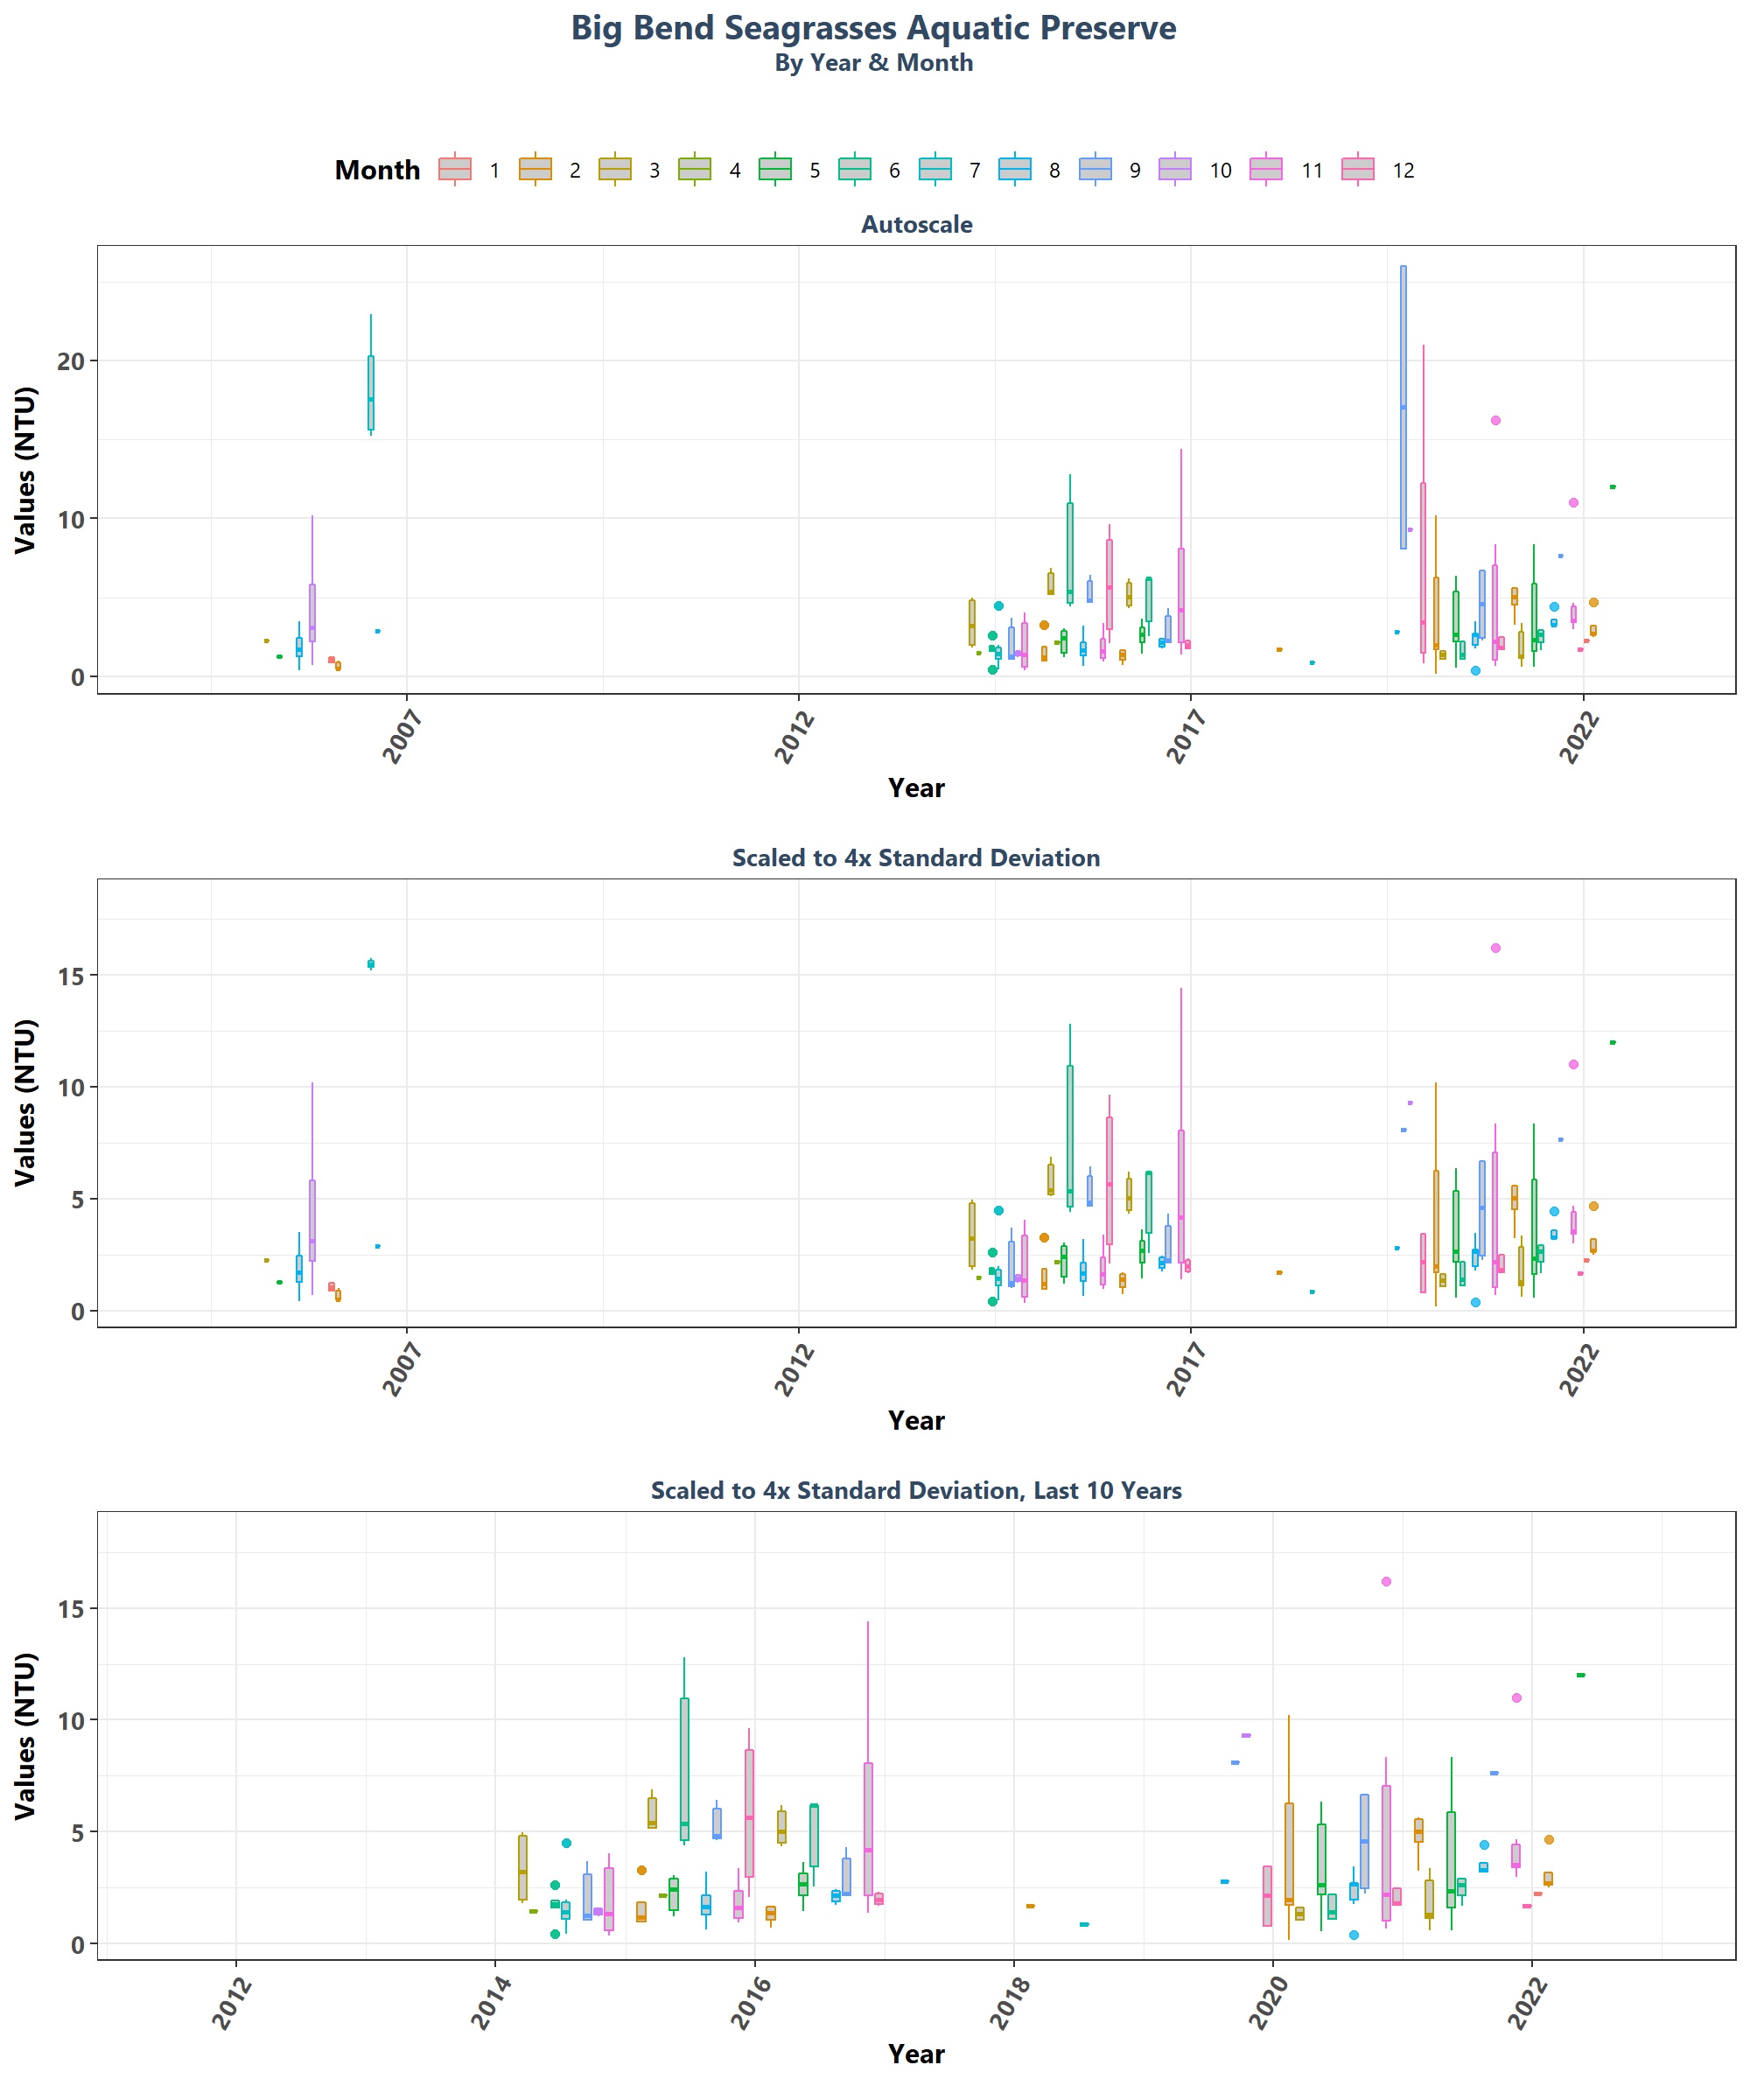 Big Bend Seagrasses Aquatic Preserve
By Year & Month
Month 1 2 3 4 5 6 7 8 9 10 11 12
Autoscale
Values (NTU)
20
10
0
2007 2012 2017 2022
Year
Scaled to 4x Standard Deviation
Values (NTU)
15
10
5
0
2007 2012 2017 2022
Year
Scaled to 4x Standard Deviation, Last 10 Years
Values (NTU)
15
10
5
0
2012 2014 2016 2018 2020 2022
Year